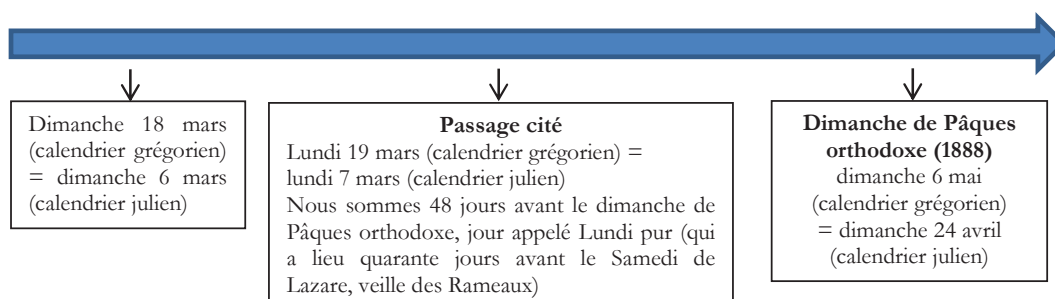 Dimanche 18 mars
(calendrier grégorien)
= dimanche 6 mars
(calendrier julien)
Passage cité
Lundi 19 mars (calendrier grégorien) =
lundi 7 mars (calendrier julien)
Nous sommes 48 jours avant le dimanche de
Pâques orthodoxe, jour appelé Lundi pur (qui
a lieu quarante jours avant le Samedi de
Lazare, veille des Rameaux)
Dimanche de Pâques
orthodoxe (1888)
dimanche 6 mai
(calendrier grégorien)
= dimanche 24 avril
(calendrier julien)